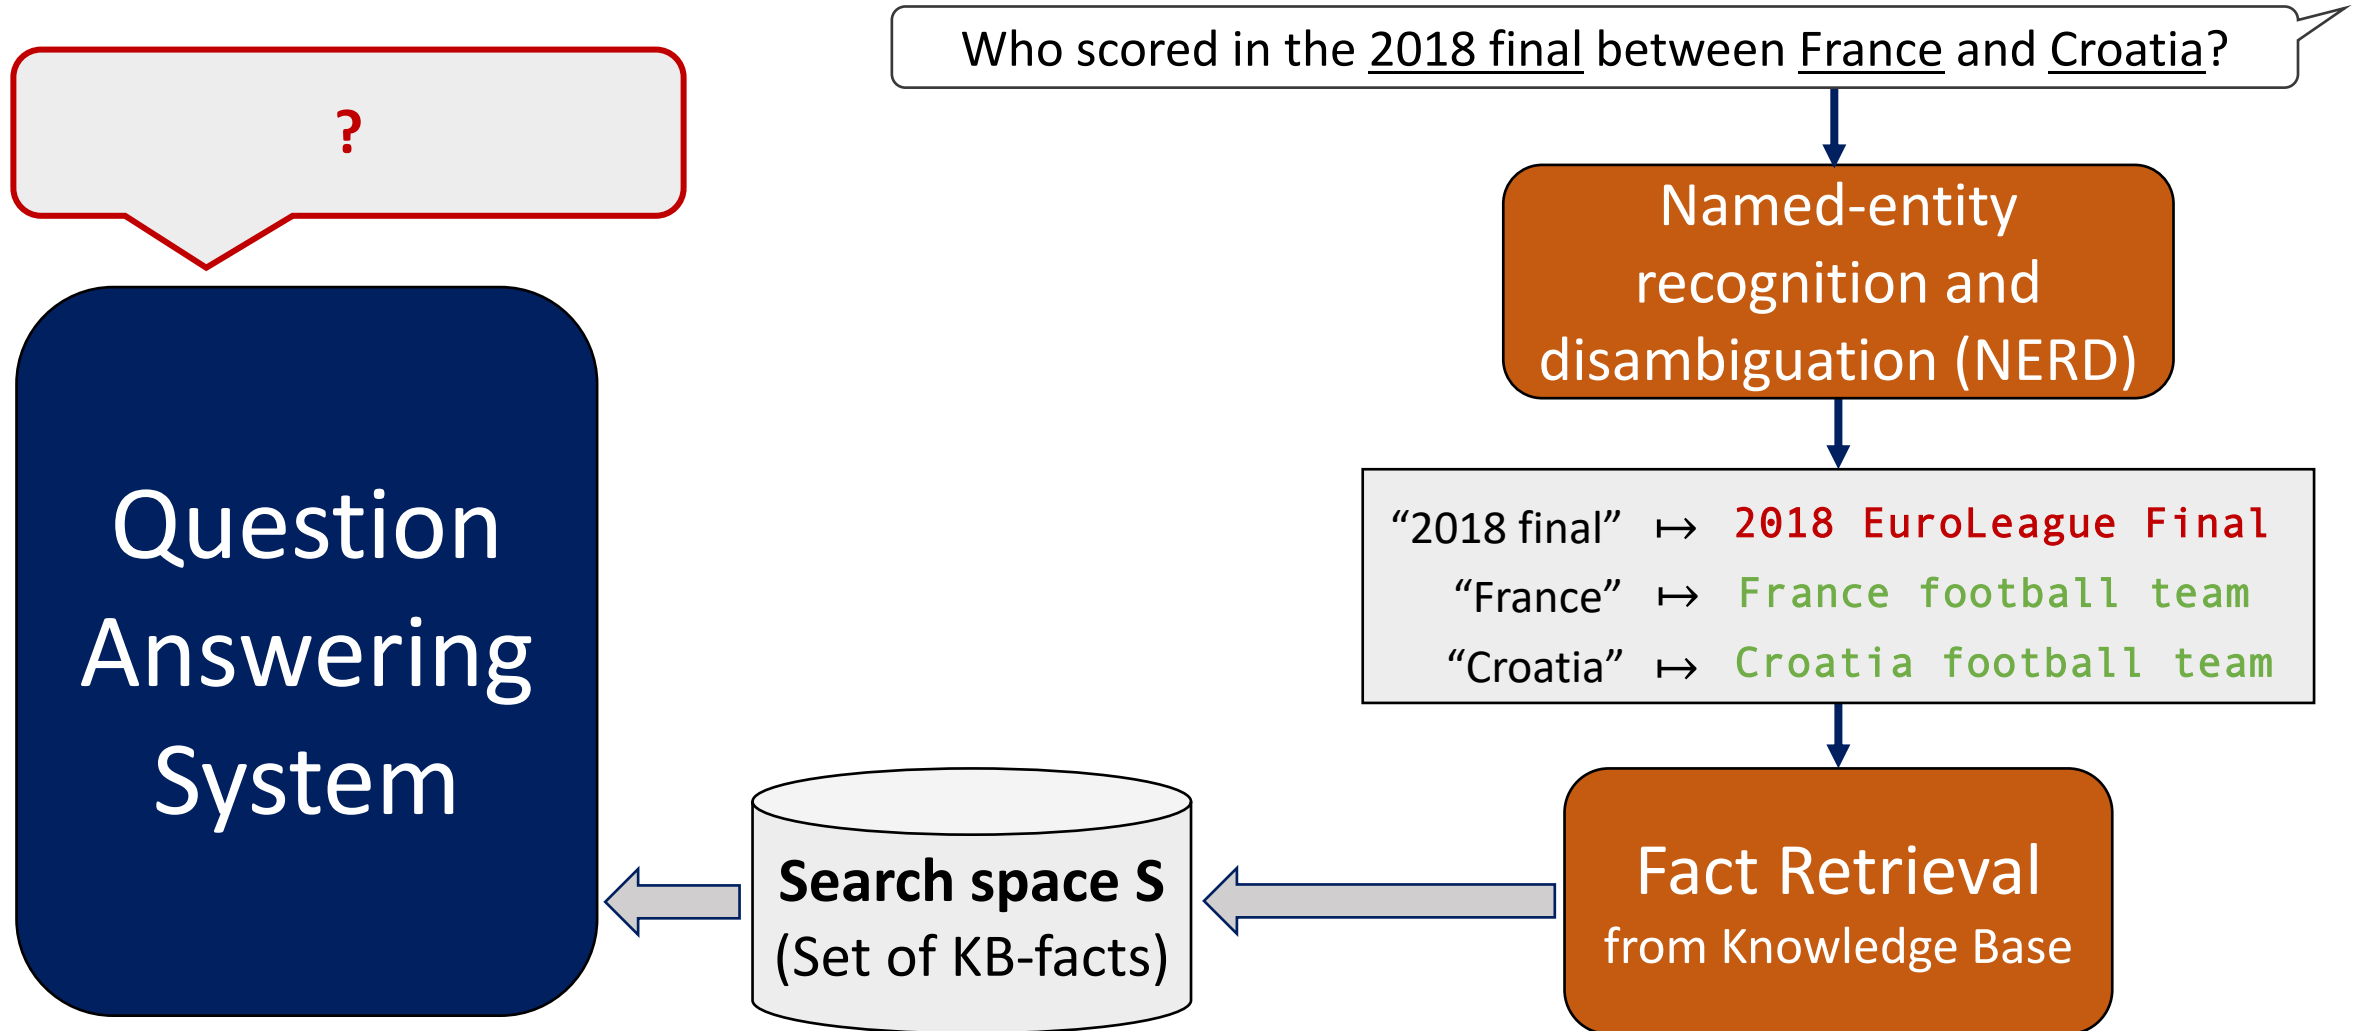 Who scored in the 2018 final between France and Croatia?
?
Named-entity
recognition and
disambiguation (NERD)
“2018 final” ↦ 2018 EuroLeague Final
“France” ↦ France football team
“Croatia” ↦ Croatia football team
Fact Retrieval
from Knowledge Base
Search space S
(Set of KB-facts)
Question
Answering
System